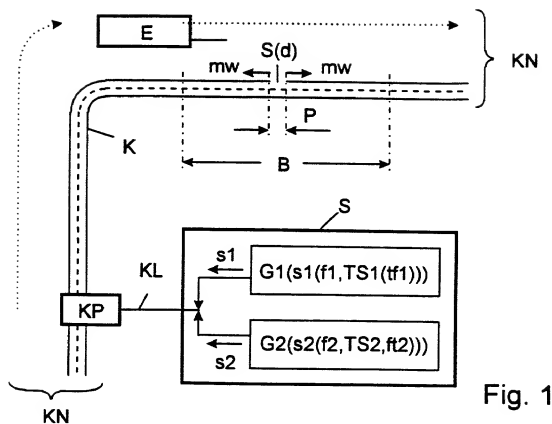 E
S(d)
mw
mw
KN
P
K
B
S
s1
G1(s1(f1,TS1(tf1)))
KL
KP
G2(s2(f2,TS2,ft2)))
s2
KN
Fig. 1